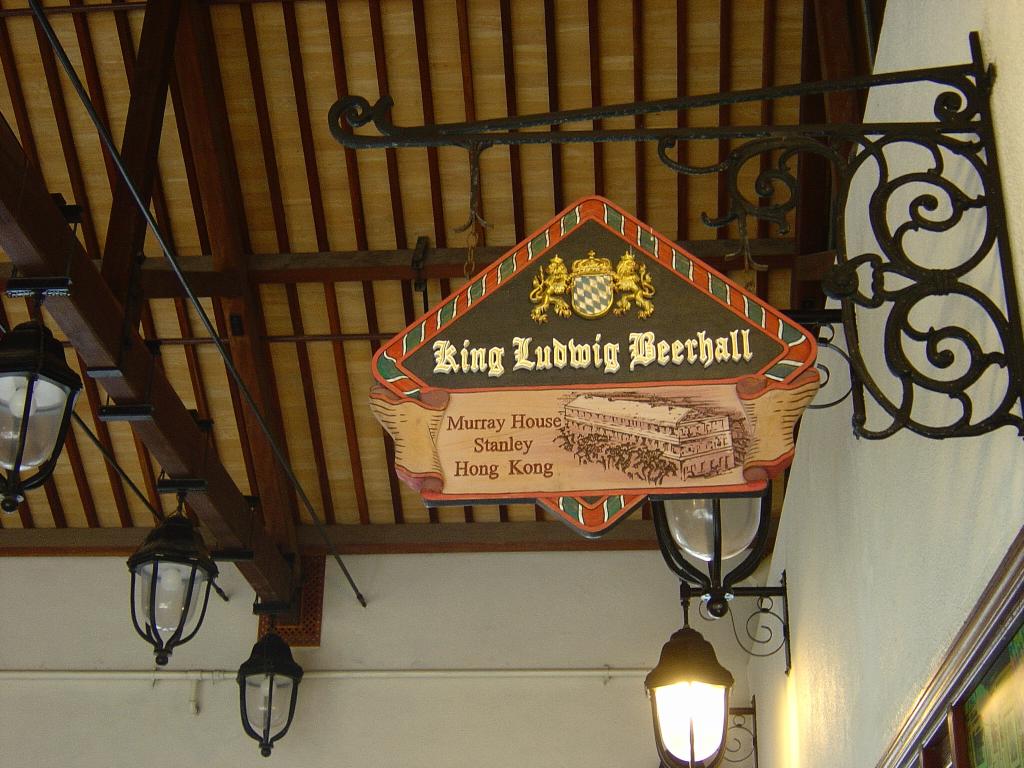 King Ludwig Beerhall
Murray House
Stanley
Hong Kong